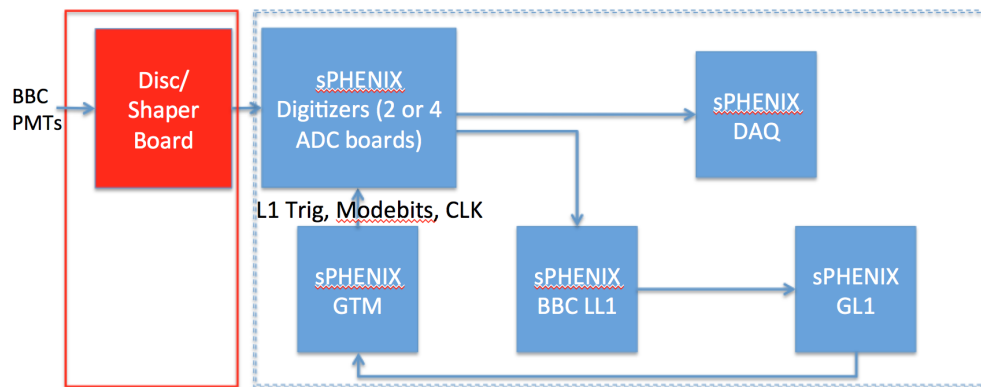 BBC
PMTs
Disc/
Shaper
Board
sPHENIX
Digitizers (2 or 4
ADC boards)
sPHENIX
DAQ
L1 Trig, Modebits, CLK
sPHENIX
GTM
sPHENIX
BBC LL1
sPHENIX
GL1